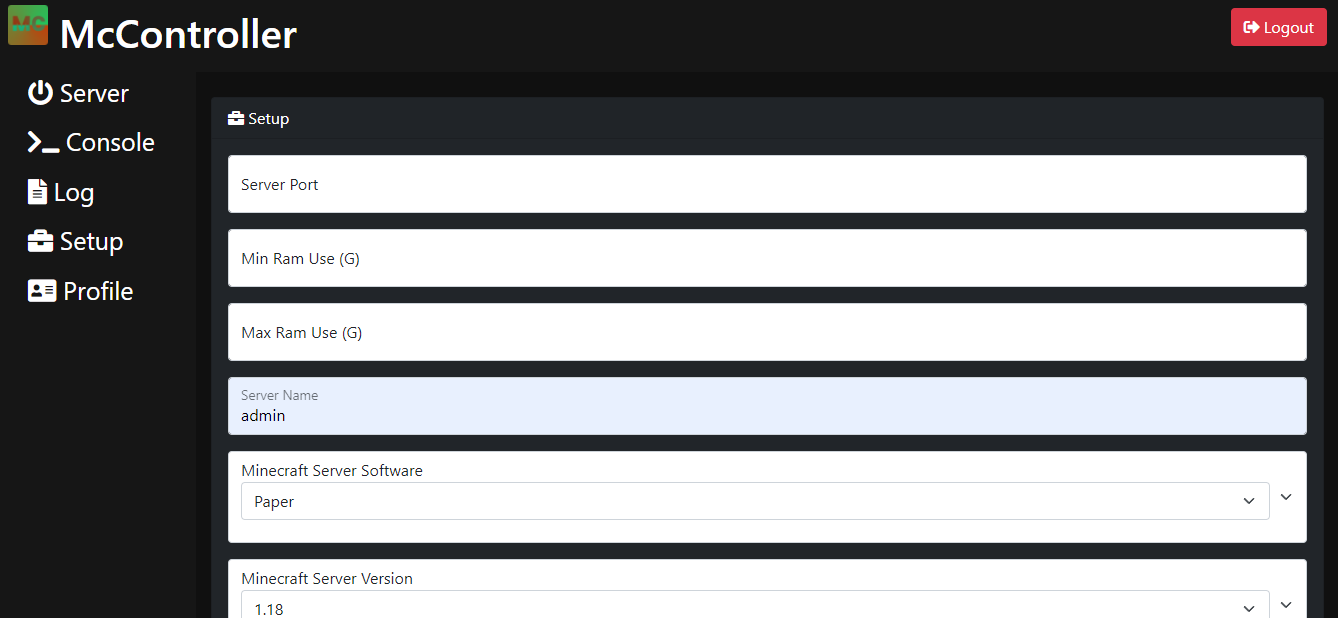 MC
McController
Logout
Server
Console
Log
Setup
Profile
Setup
Server Port
Min Ram Use (G)
Max Ram Use (G)
Server Name
admin
Minecraft Server Software
Paper
Minecraft Server Version
1.18